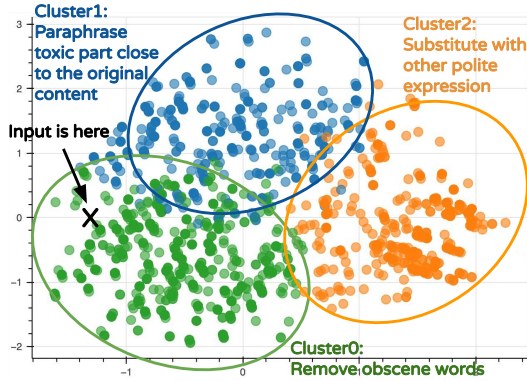 Cluster1:
Paraphrase
toxic part close
to the original
content
Cluster2:
Substitute with
other polite
expression
Input is here
X
Cluster0:
Remove obscene words
3
2
1
0
−1
−2
−1
0